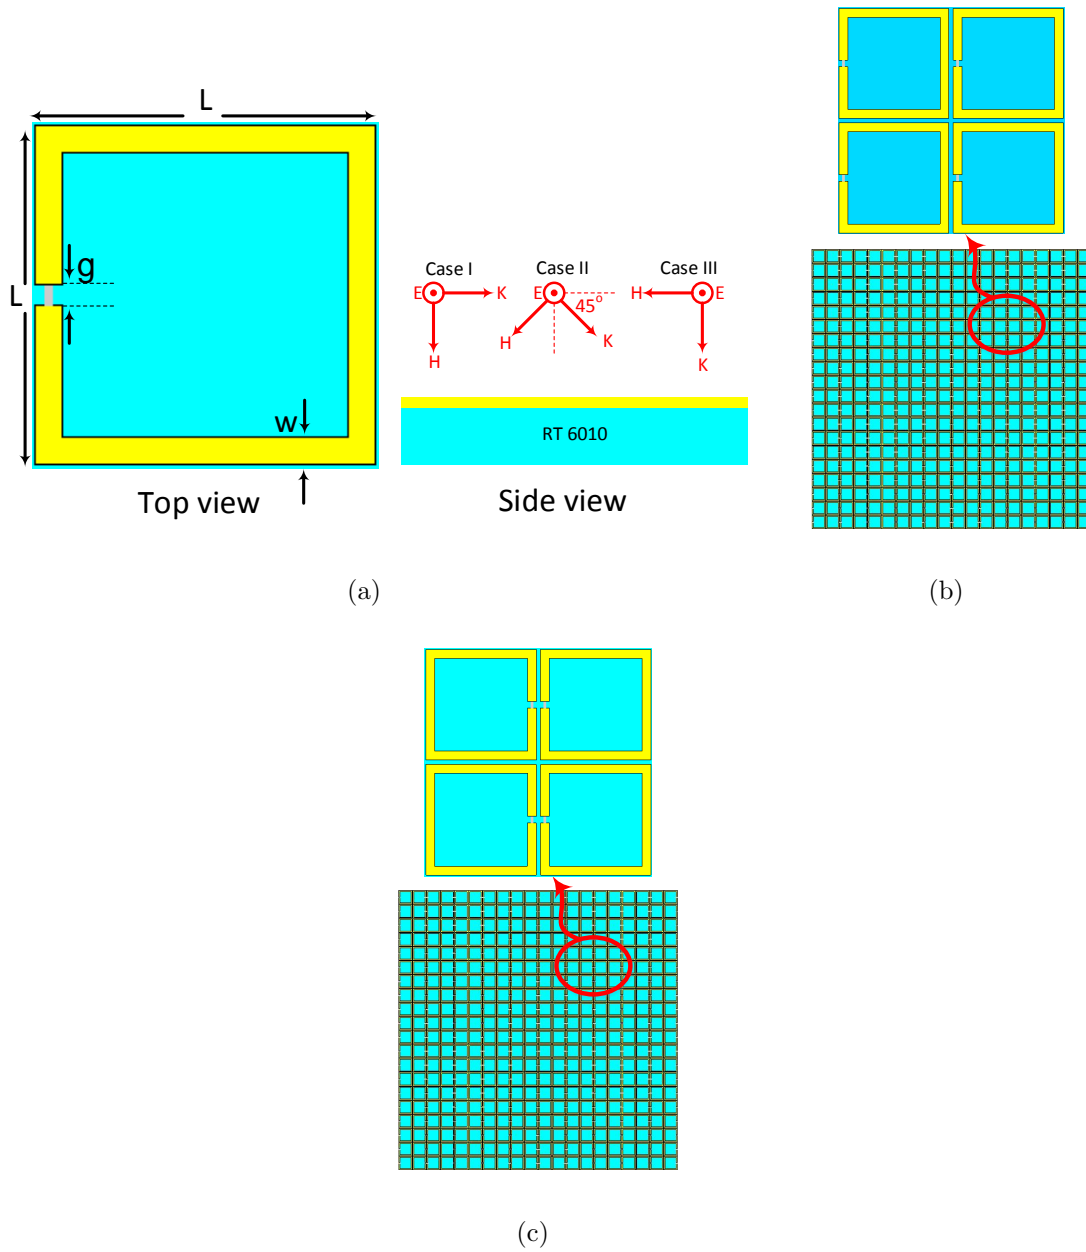 L
g
L
w
Top view
Case I
E
K
H
Case II
E
45°
H
K
Case III
H
E
K
RT 6010
Side view
(a)
(b)
(c)